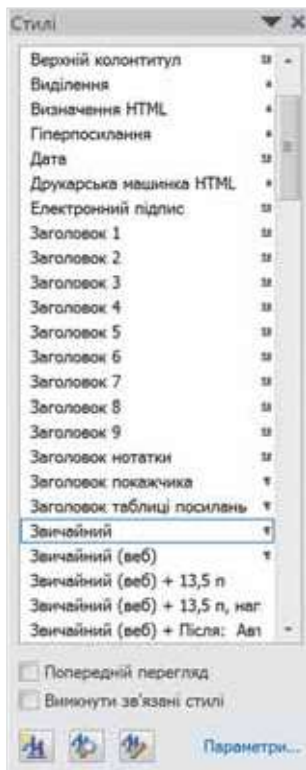 Стилі
Верхній колонтитул
Виділення
Визначення HTML
Гіперпосилання
Дата
Друкарська машинка HTML
Електронний підпис
Заголовок 1
Заголовок 2
Заголовок 3
Заголовок 4
Заголовок 5
Заголовок 6
Заголовок 7
Заголовок 8
Заголовок 9
Заголовок нотатки
Заголовок покажчика
Заголовок таблиці посилань
Звичайний
Звичайний (веб)
Звичайний (веб) + 13,5 п
Звичайний (веб) + 13,5 п, наг
Звичайний (веб) + Після: Авт
Попередній перегляд
Вимкнути зв'язані стилі
Параметри...